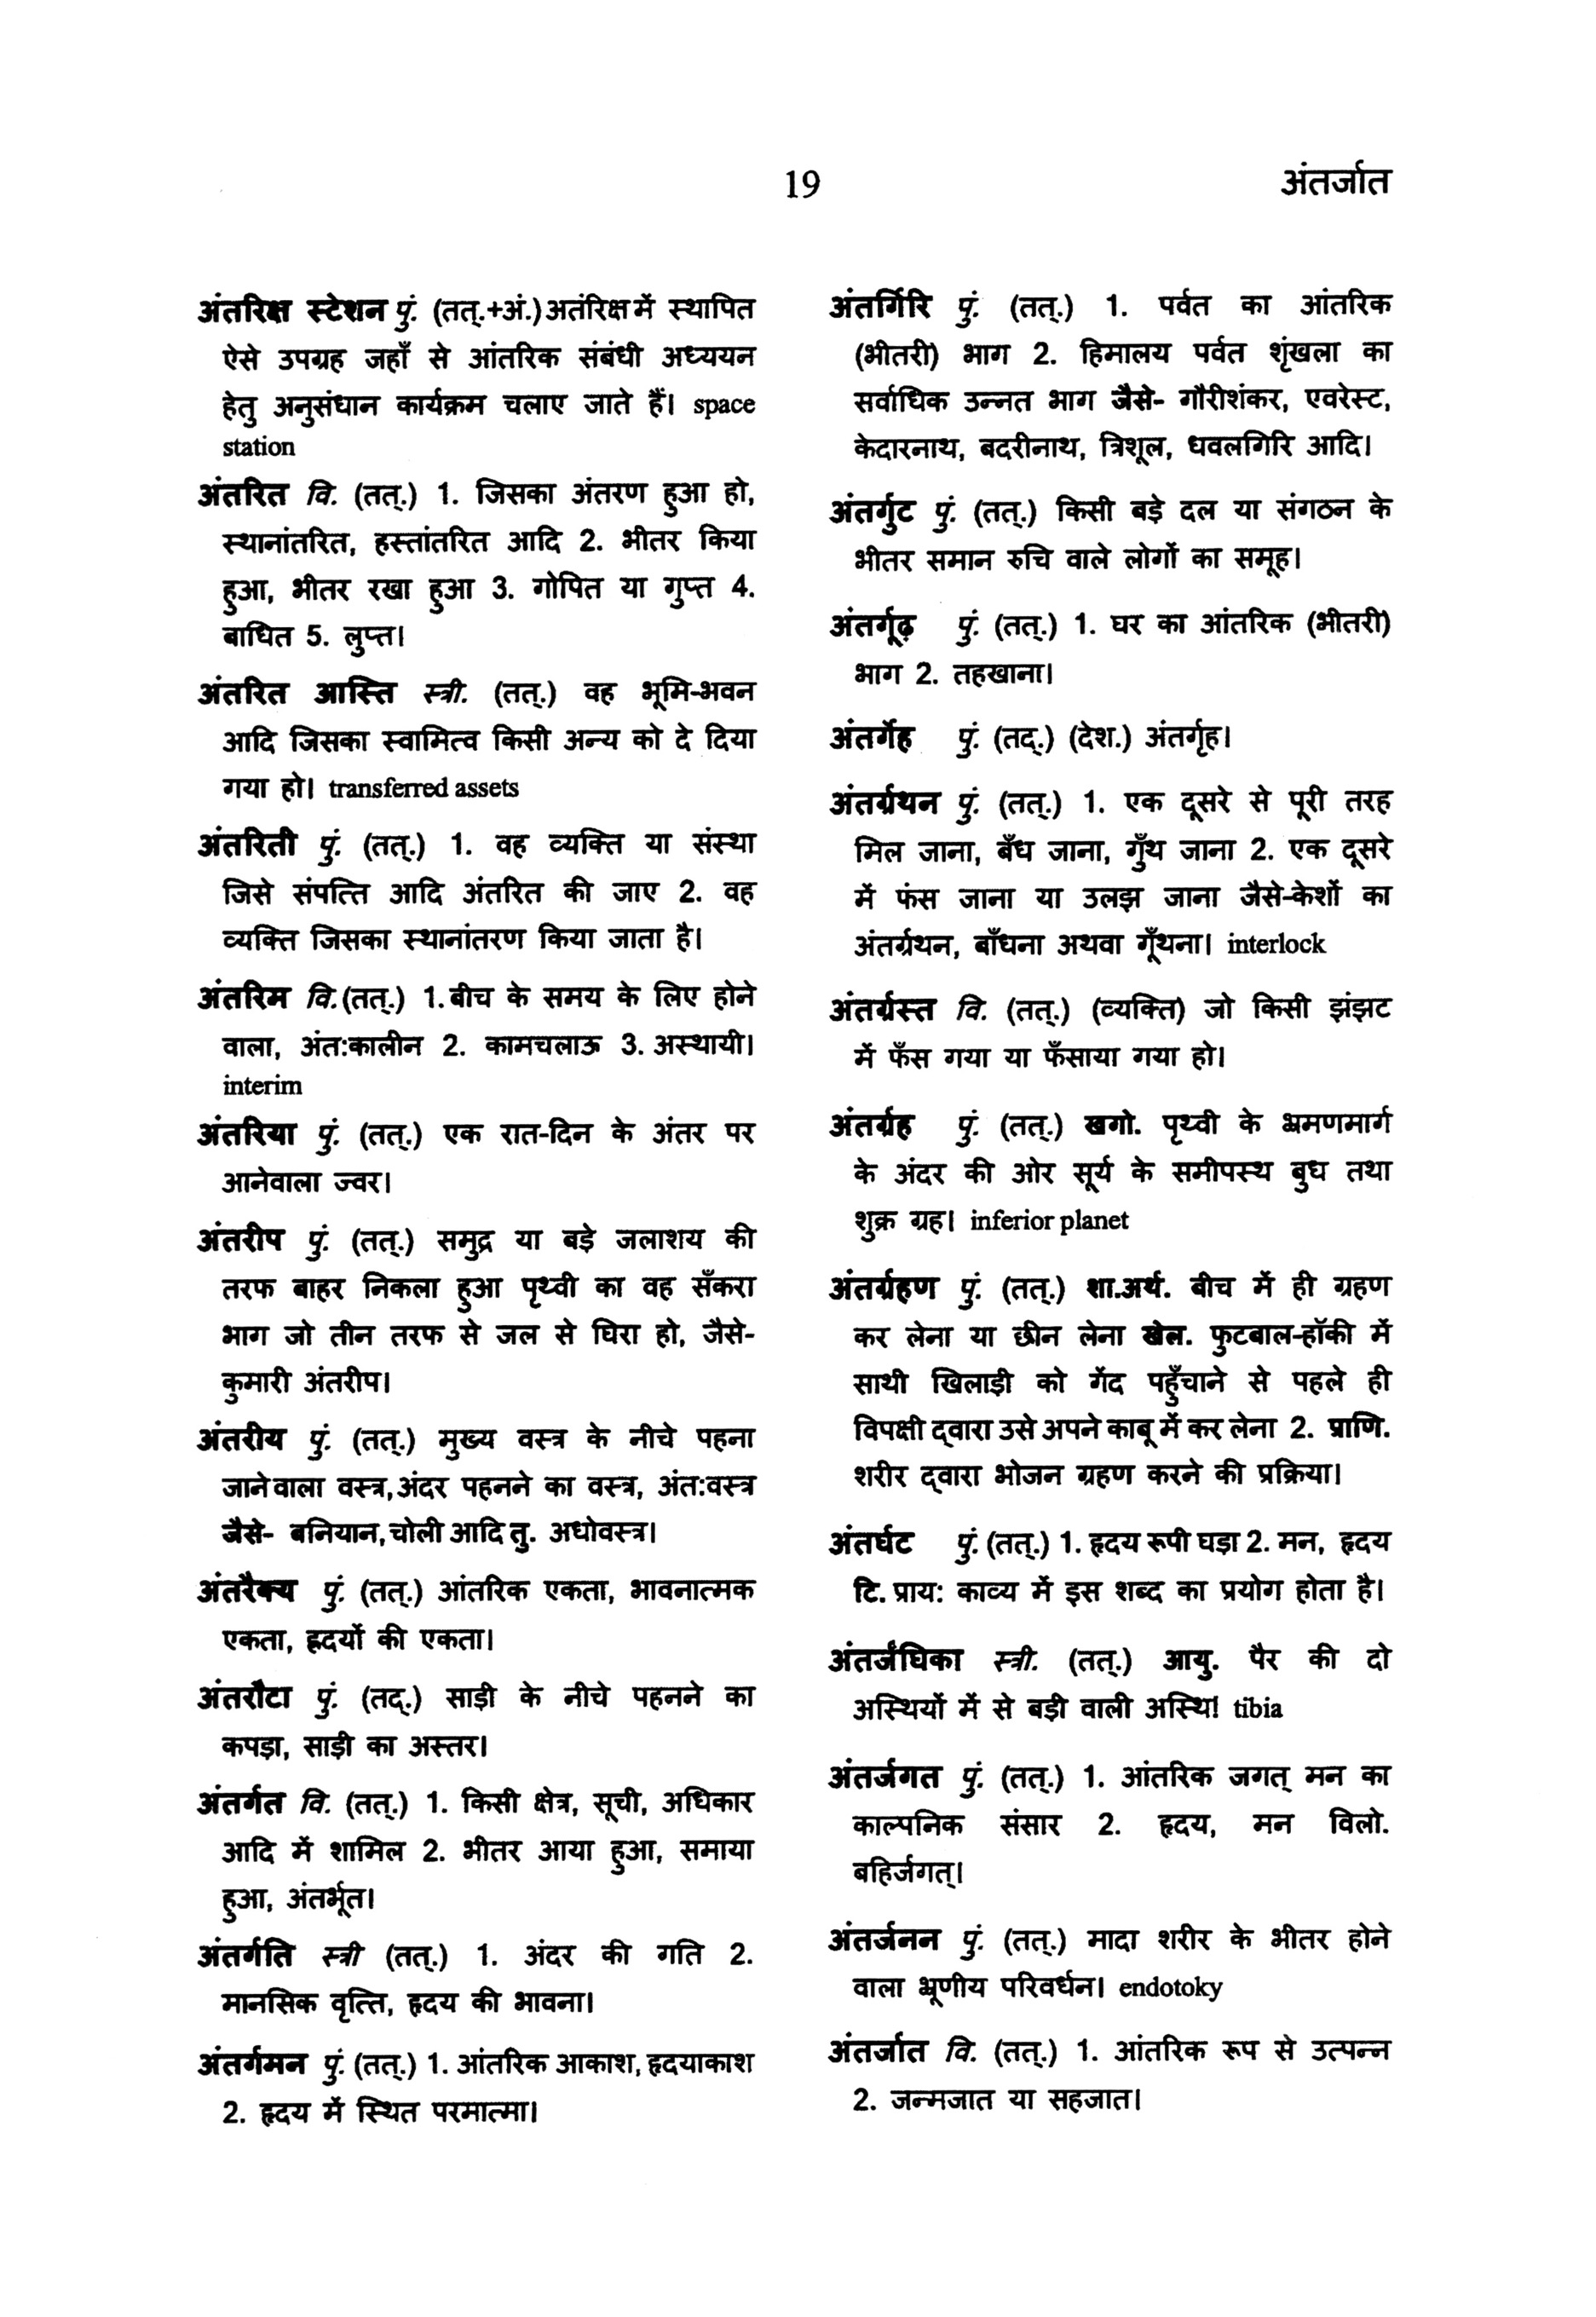 19
अंतर्जात
अंतरिक्ष स्टेशन पुं. (तत्.+अं.) अतंरिक्ष में स्थापित
ऐसे उपग्रह जहाँ से आंतरिक संबंधी अध्ययन
हेतु अनुसंधान कार्यक्रम चलाए जाते हैं। space
station
अंतरित वि. (तत्.) 1. जिसका अंतरण हुआ हो,
स्थानांतरित, हस्तांतरित आदि 2. भीतर किया
हुआ, भीतर रखा हुआ 3. गोपित या गुप्त 4.
बाधित 5. लुप्त।
अंतरित आस्ति स्त्री. (तत्.) वह भूमि-भवन
आदि जिसका स्वामित्व किसी अन्य को दे दिया
गया हो। transferred assets
अंतरिती पुं. (तत्.) 1. वह व्यक्ति या संस्था
जिसे संपत्ति आदि अंतरित की जाए 2. वह
व्यक्ति जिसका स्थानांतरण किया जाता है।
अंतरिम वि.(तत्.) 1.बीच के समय के लिए होने
वाला, अंत:कालीन 2. कामचलाऊ 3. अस्थायी।
interim
अंतरिया पुं. (तत्.) एक रात-दिन के अंतर पर
आनेवाला ज्वर।
अंतरीप पुं. (तत्.) समुद्र या बड़े जलाशय की
तरफ बाहर निकला हुआ पृथ्वी का वह सँकरा
भाग जो तीन तरफ से जल से घिरा हो, जैसे-
कुमारी अंतरीप।
अंतरीय पुं. (तत्.) मुख्य वस्त्र के नीचे पहना
जाने वाला वस्त्र, अंदर पहनने का वस्त्र, अंत:वस्त्र
जैसे- बनियान, चोली आदि तु. अधोवस्त्र।
अंतरैक्य पुं. (तत्.) आंतरिक एकता, भावनात्मक
एकता, हृदयों की एकता।
अंतरौटा पुं. (तद्.) साड़ी के नीचे पहनने का
कपड़ा, साड़ी का अस्तर।
अंतर्गत वि. (तत्.) 1. किसी क्षेत्र, सूची, अधिकार
आदि में शामिल 2. भीतर आया हुआ, समाया
हुआ, अंतर्भूत।
अंतर्गति स्त्री (तत्.) 1. अंदर की गति 2.
मानसिक वृत्ति, हृदय की भावना।
अंतर्गमन पुं. (तत्.) 1. आंतरिक आकाश, हृदयाकाश
2. हृदय में स्थित परमात्मा।
अंतर्गिरि पुं. (तत्.) 1. पर्वत का आंतरिक
(भीतरी) भाग 2. हिमालय पर्वत शृंखला का
सर्वाधिक उन्नत भाग जैसे- गौरीशंकर, एवरेस्ट,
केदारनाथ, बदरीनाथ, त्रिशूल, धवलगिरि आदि।
अंतर्गुट पुं. (तत्.) किसी बड़े दल या संगठन के
भीतर समान रुचि वाले लोगों का समूह।
अंतर्गूढ़ पुं. (तत्.) 1. घर का आंतरिक (भीतरी)
भाग 2. तहखाना।
अंतर्गेह पुं. (तद्.) (देश.) अंतर्गृह।
अंतर्ग्रथन पुं. (तत्.) 1. एक दूसरे से पूरी तरह
मिल जाना, बँध जाना, गुँथ जाना 2. एक दूसरे
में फंस जाना या उलझ जाना जैसे-केशों का
अंतर्ग्रथन, बाँधना अथवा गूँथना। interlock
अंतर्ग्रस्त वि. (तत्.) (व्यक्ति) जो किसी झंझट
में फँस गया या फँसाया गया हो।
अंतर्ग्रह पुं. (तत्.) खगो. पृथ्वी के भ्रमणमार्ग
के अंदर की ओर सूर्य के समीपस्थ बुध तथा
शुक्र ग्रह। inferior planet
अंतर्ग्रहण पुं. (तत्.) शा.अर्थ. बीच में ही ग्रहण
कर लेना या छीन लेना खेल. फुटबाल-हॉकी में
साथी खिलाड़ी को गेंद पहुँचाने से पहले ही
विपक्षी द्वारा उसे अपने काबू में कर लेना 2. प्राणि.
शरीर द्वारा भोजन ग्रहण करने की प्रक्रिया।
अंतर्घट पुं. (तत्.) 1. हृदय रूपी घड़ा 2. मन, हृदय
टि. प्राय: काव्य में इस शब्द का प्रयोग होता है।
अंतर्जंघिका स्त्री. (तत्.) आयु. पैर की दो
अस्थियों में से बड़ी वाली अस्थि। tibia
अंतर्जगत पुं. (तत्.) 1. आंतरिक जगत् मन का
काल्पनिक संसार 2. हृदय, मन विलो.
बहिर्जगत्।
अंतर्जनन पुं. (तत्.) मादा शरीर के भीतर होने
वाला भ्रूणीय परिवर्धन। endotoky
अंतर्जात वि. (तत्.) 1. आंतरिक रूप से उत्पन्न
2. जन्मजात या सहजात।